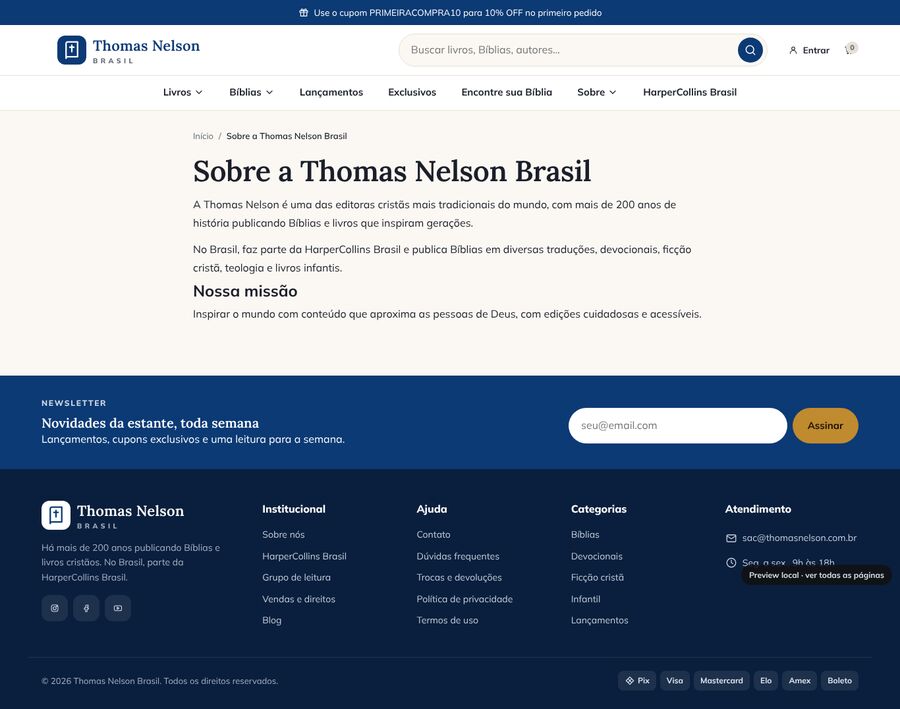 Use o cupom PRIMEIRACOMPRA10 para 10% OFF no primeiro pedido
Thomas Nelson
BRASIL
Buscar livros, Bíblias, autores...
Entrar
0
Livros
Bíblias
Lançamentos
Exclusivos
Encontre sua Bíblia
Sobre
HarperCollins Brasil
Início / Sobre a Thomas Nelson Brasil
Sobre a Thomas Nelson Brasil
A Thomas Nelson é uma das editoras cristãs mais tradicionais do mundo, com mais de 200 anos de
história publicando Bíblias e livros que inspiram gerações.
No Brasil, faz parte da HarperCollins Brasil e publica Bíblias em diversas traduções, devocionais, ficção
cristã, teologia e livros infantis.
Nossa missão
Inspirar o mundo com conteúdo que aproxima as pessoas de Deus, com edições cuidadosas e acessíveis.
NEWSLETTER
Novidades da estante, toda semana
Lançamentos, cupons exclusivos e uma leitura para a semana.
seu@email.com
Assinar
Thomas Nelson
BRASIL
Há mais de 200 anos publicando Bíblias e
livros cristãos. No Brasil, parte da
HarperCollins Brasil.
Institucional
Sobre nós
HarperCollins Brasil
Grupo de leitura
Vendas e direitos
Blog
Ajuda
Contato
Dúvidas frequentes
Trocas e devoluções
Política de privacidade
Termos de uso
Categorias
Bíblias
Devocionais
Ficção cristã
Infantil
Lançamentos
Atendimento
sac@thomasnelson.com.br
Seg. a sex., 9h às 18h
Preview local · ver todas as páginas
© 2026 Thomas Nelson Brasil. Todos os direitos reservados.
Pix
Visa
Mastercard
Elo
Amex
Boleto